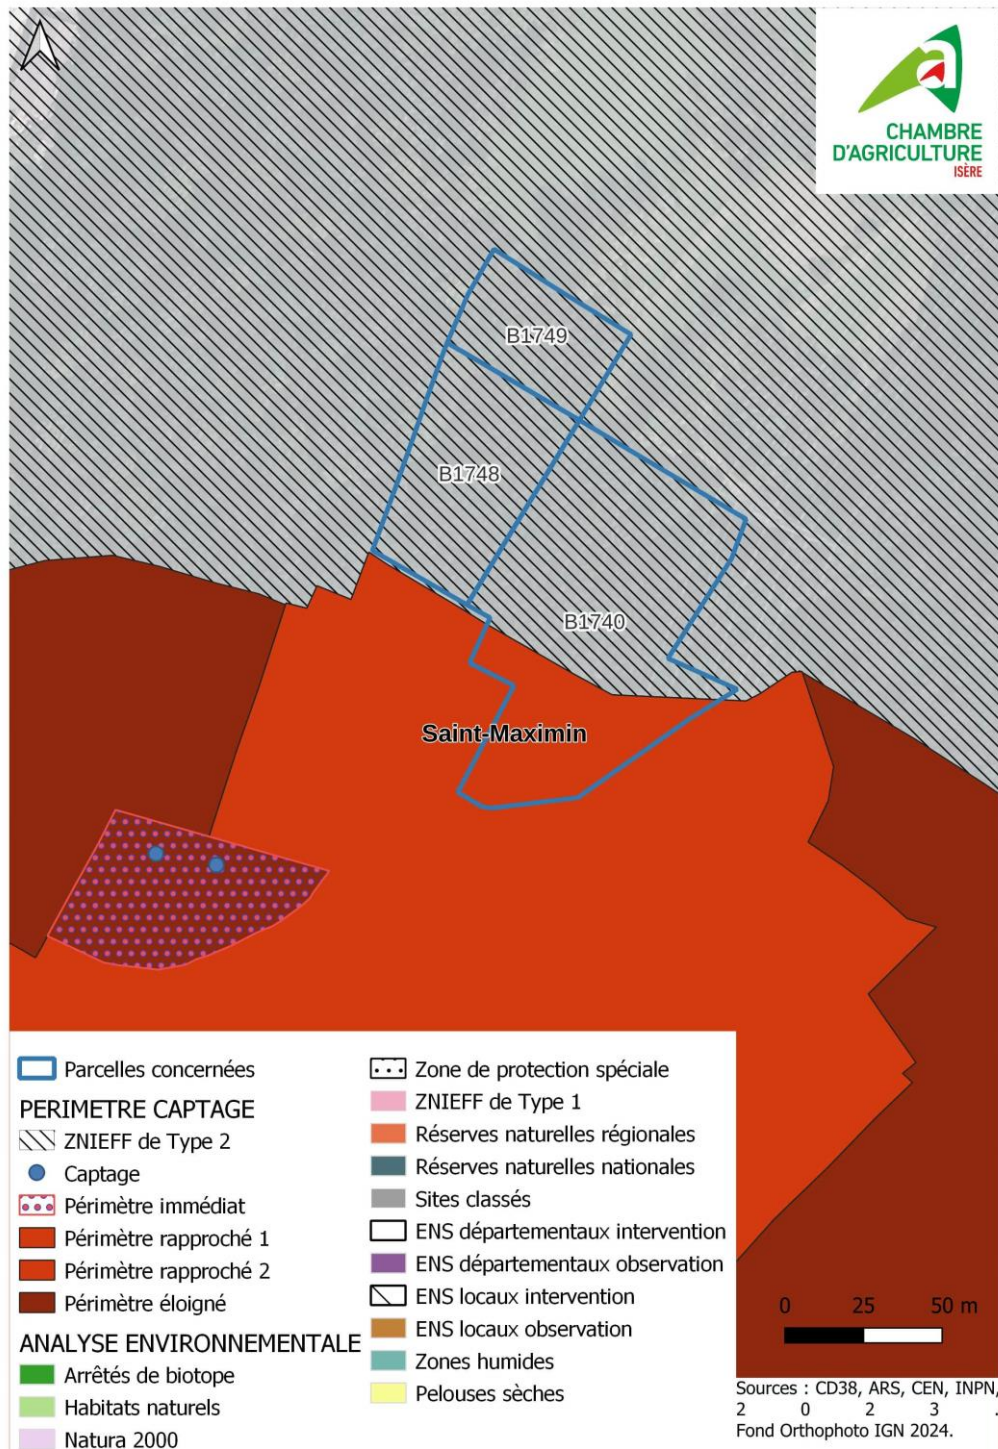 CHAMBRE
D'AGRICULTURE
ISÈRE
B1749
B1748
B1740
Saint-Maximin
Parcelles concernées
PERIMETRE CAPTAGE
ZNIEFF de Type 2
Captage
Périmètre immédiat
Périmètre rapproché 1
Périmètre rapproché 2
Périmètre éloigné
ANALYSE ENVIRONNEMENTALE
Arrêtés de biotope
Habitats naturels
Natura 2000
Zone de protection spéciale
ZNIEFF de Type 1
Réserves naturelles régionales
Réserves naturelles nationales
Sites classés
ENS départementaux intervention
ENS départementaux observation
ENS locaux intervention
ENS locaux observation
Zones humides
Pelouses sèches
0 25 50 m
Sources : CD38, ARS, CEN, INPN,
2 0 2 3 .
Fond Orthophoto IGN 2024.